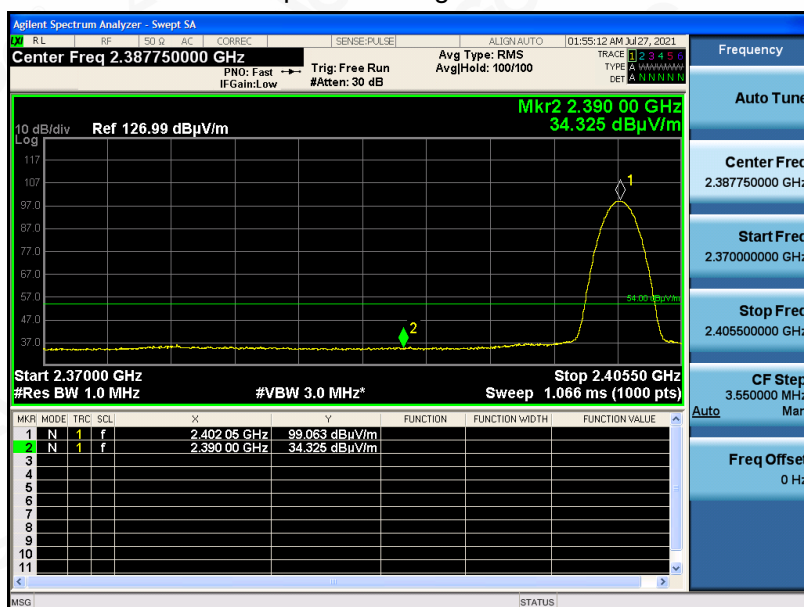 Agilent Spectrum Analyzer - Swept SA
LXI RL RF 50 Ω AC CORREC SENSE:PULSE ALIGN AUTO 01:55:12 AM Jul 27, 2021
Center Freq 2.387750000 GHz
PNO: Fast
IFGain:Low
Trig: Free Run
#Atten: 30 dB
Avg Type: RMS
Avg|Hold: 100/100
TRACE 1 2 3 4 5 6
TYPE A WWWWW
DET A N N N N N
Frequency
Mkr2 2.390 00 GHz
34.325 dBµV/m
10 dB/div Ref 126.99 dBµV/m
Log
117
107
97.0
87.0
77.0
67.0
57.0
47.0
37.0
1
2
54.00 dBµV/m
Start 2.37000 GHz Stop 2.40550 GHz
#Res BW 1.0 MHz #VBW 3.0 MHz* Sweep 1.066 ms (1000 pts)
MKR MODE TRC SCL X Y FUNCTION FUNCTION WIDTH FUNCTION VALUE
1 N 1 f 2.402 05 GHz 99.063 dBµV/m
2 N 1 f 2.390 00 GHz 34.325 dBµV/m
3
4
5
6
7
8
9
10
11
MSG STATUS
Auto Tune
Center Freq
2.387750000 GHz
Start Freq
2.370000000 GHz
Stop Freq
2.405500000 GHz
CF Step
3.550000 MHz
Auto Man
Freq Offset
0 Hz